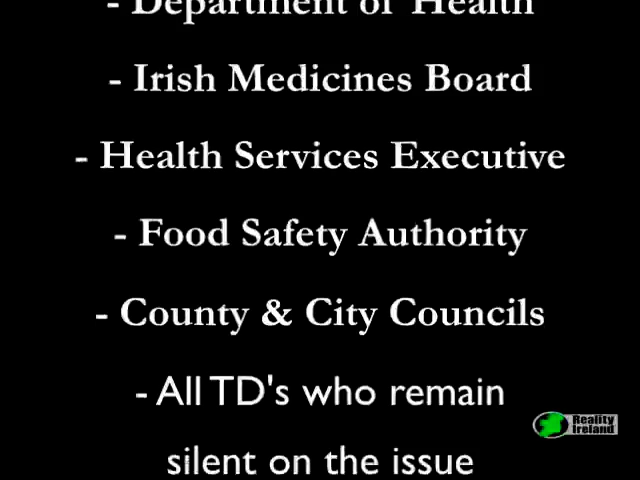 - Department of Health
- Irish Medicines Board
- Health Services Executive
- Food Safety Authority
- County & City Councils
- All TD's who remain
silent on the issue
Reality
Ireland